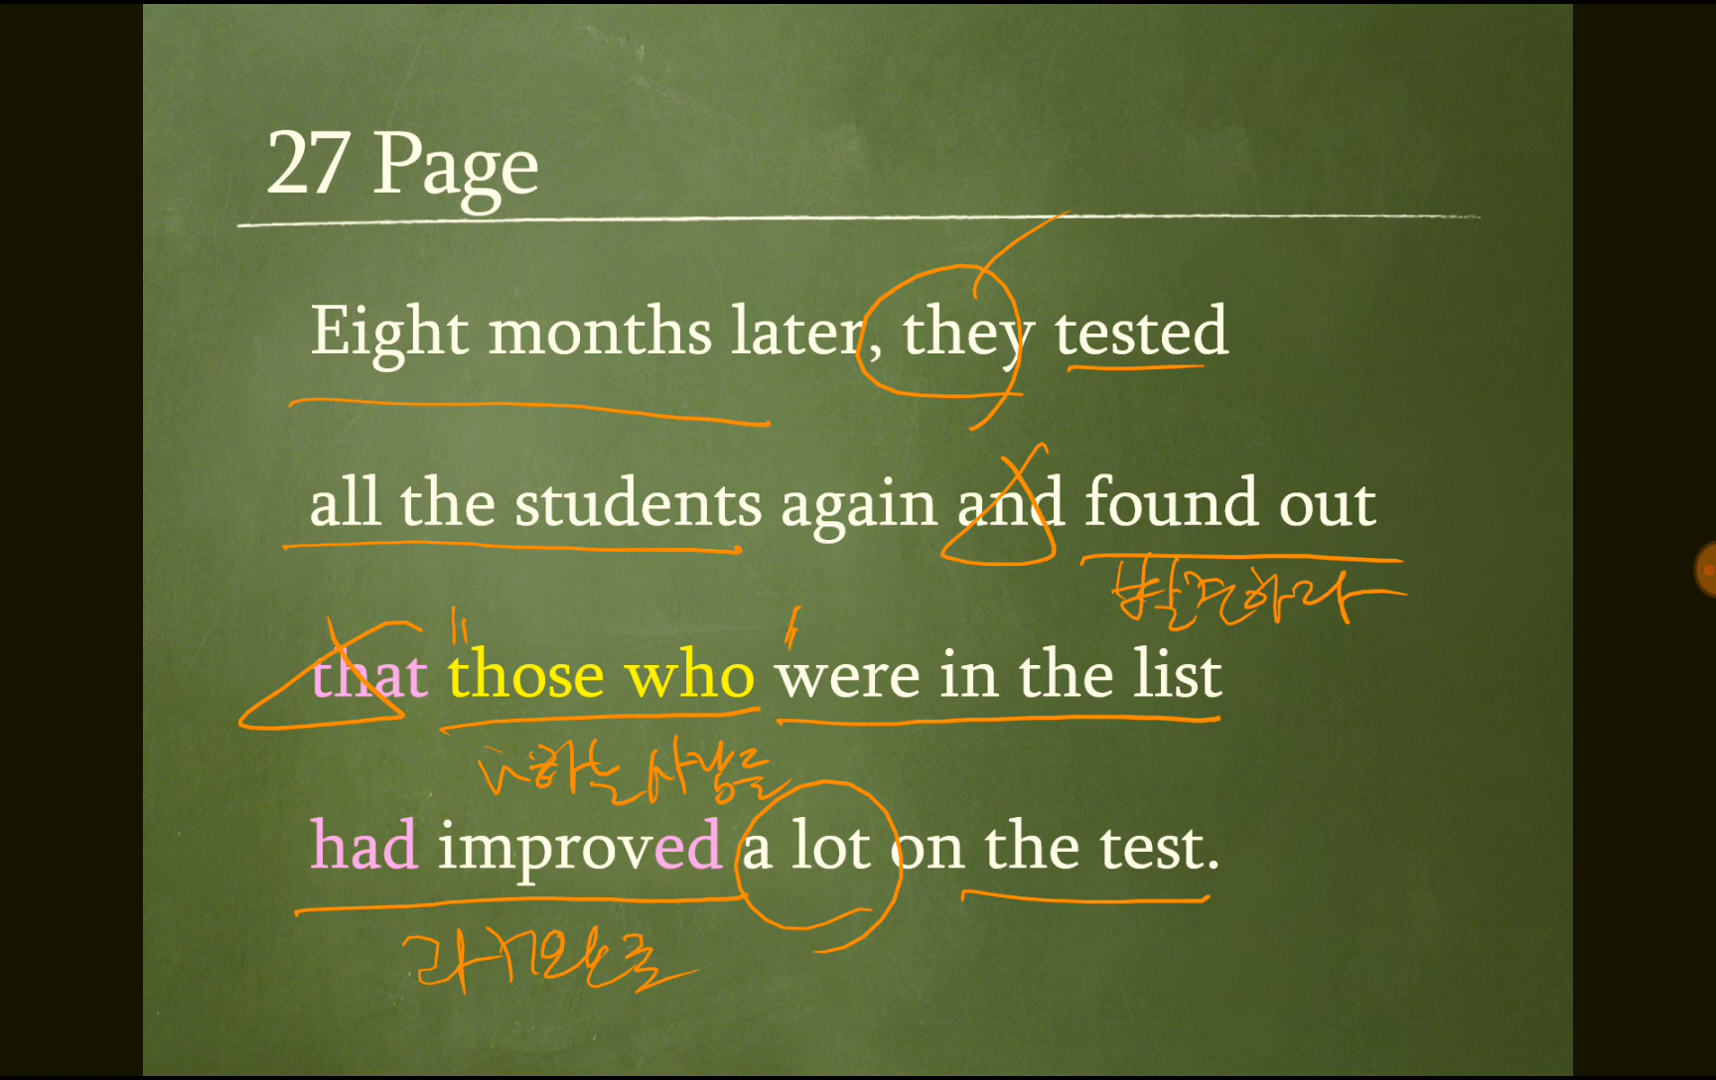 27 Page
Eight months later, they tested
all the students again and found out
발견하다
that those who were in the list
~하는 사람들
had improved a lot on the test.
과거완료